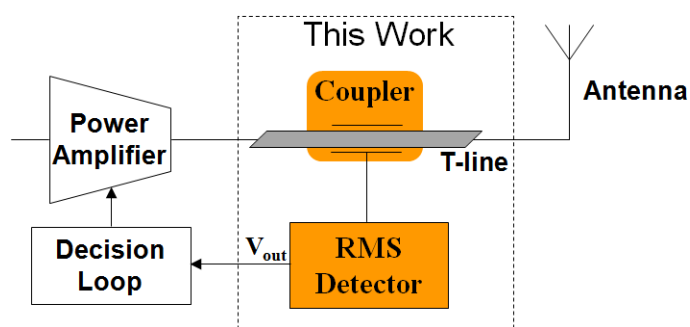 This Work
Coupler
Antenna
Power
Amplifier
T-line
Decision
Loop
Vout
RMS
Detector